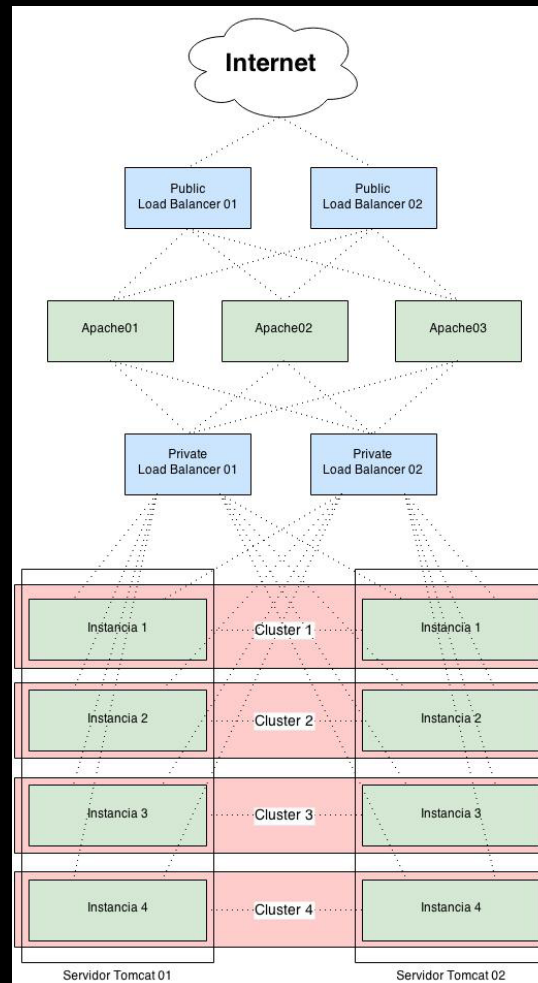 Internet
Public
Load Balancer 01
Public
Load Balancer 02
Apache01
Apache02
Apache03
Private
Load Balancer 01
Private
Load Balancer 02
Instancia 1
Cluster 1
Instancia 1
Instancia 2
Cluster 2
Instancia 2
Instancia 3
Cluster 3
Instancia 3
Instancia 4
Cluster 4
Instancia 4
Servidor Tomcat 01
Servidor Tomcat 02